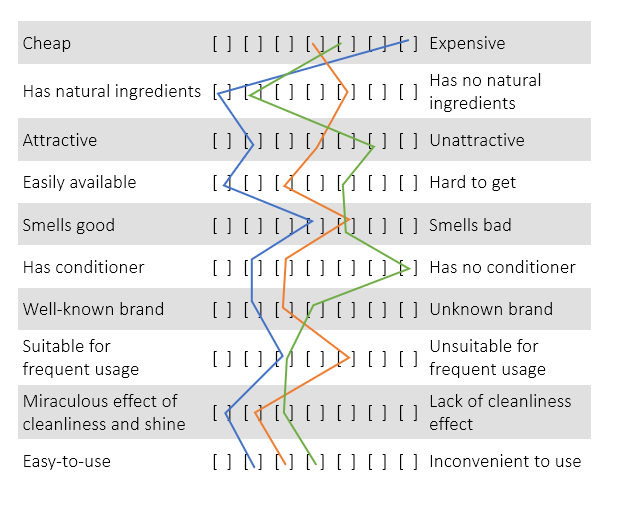 Cheap [ ] [ ] [ ] [ ] [ ] [ ] [ ] Expensive
Has natural ingredients [ ] [ ] [ ] [ ] [ ] [ ] [ ] Has no natural
ingredients
Attractive [ ] [ ] [ ] [ ] [ ] [ ] [ ] Unattractive
Easily available [ ] [ ] [ ] [ ] [ ] [ ] [ ] Hard to get
Smells good [ ] [ ] [ ] [ ] [ ] [ ] [ ] Smells bad
Has conditioner [ ] [ ] [ ] [ ] [ ] [ ] [ ] Has no conditioner
Well-known brand [ ] [ ] [ ] [ ] [ ] [ ] [ ] Unknown brand
Suitable for
frequent usage [ ] [ ] [ ] [ ] [ ] [ ] [ ] Unsuitable for
frequent usage
Miraculous effect of
cleanliness and shine [ ] [ ] [ ] [ ] [ ] [ ] [ ] Lack of cleanliness
effect
Easy-to-use [ ] [ ] [ ] [ ] [ ] [ ] [ ] Inconvenient to use